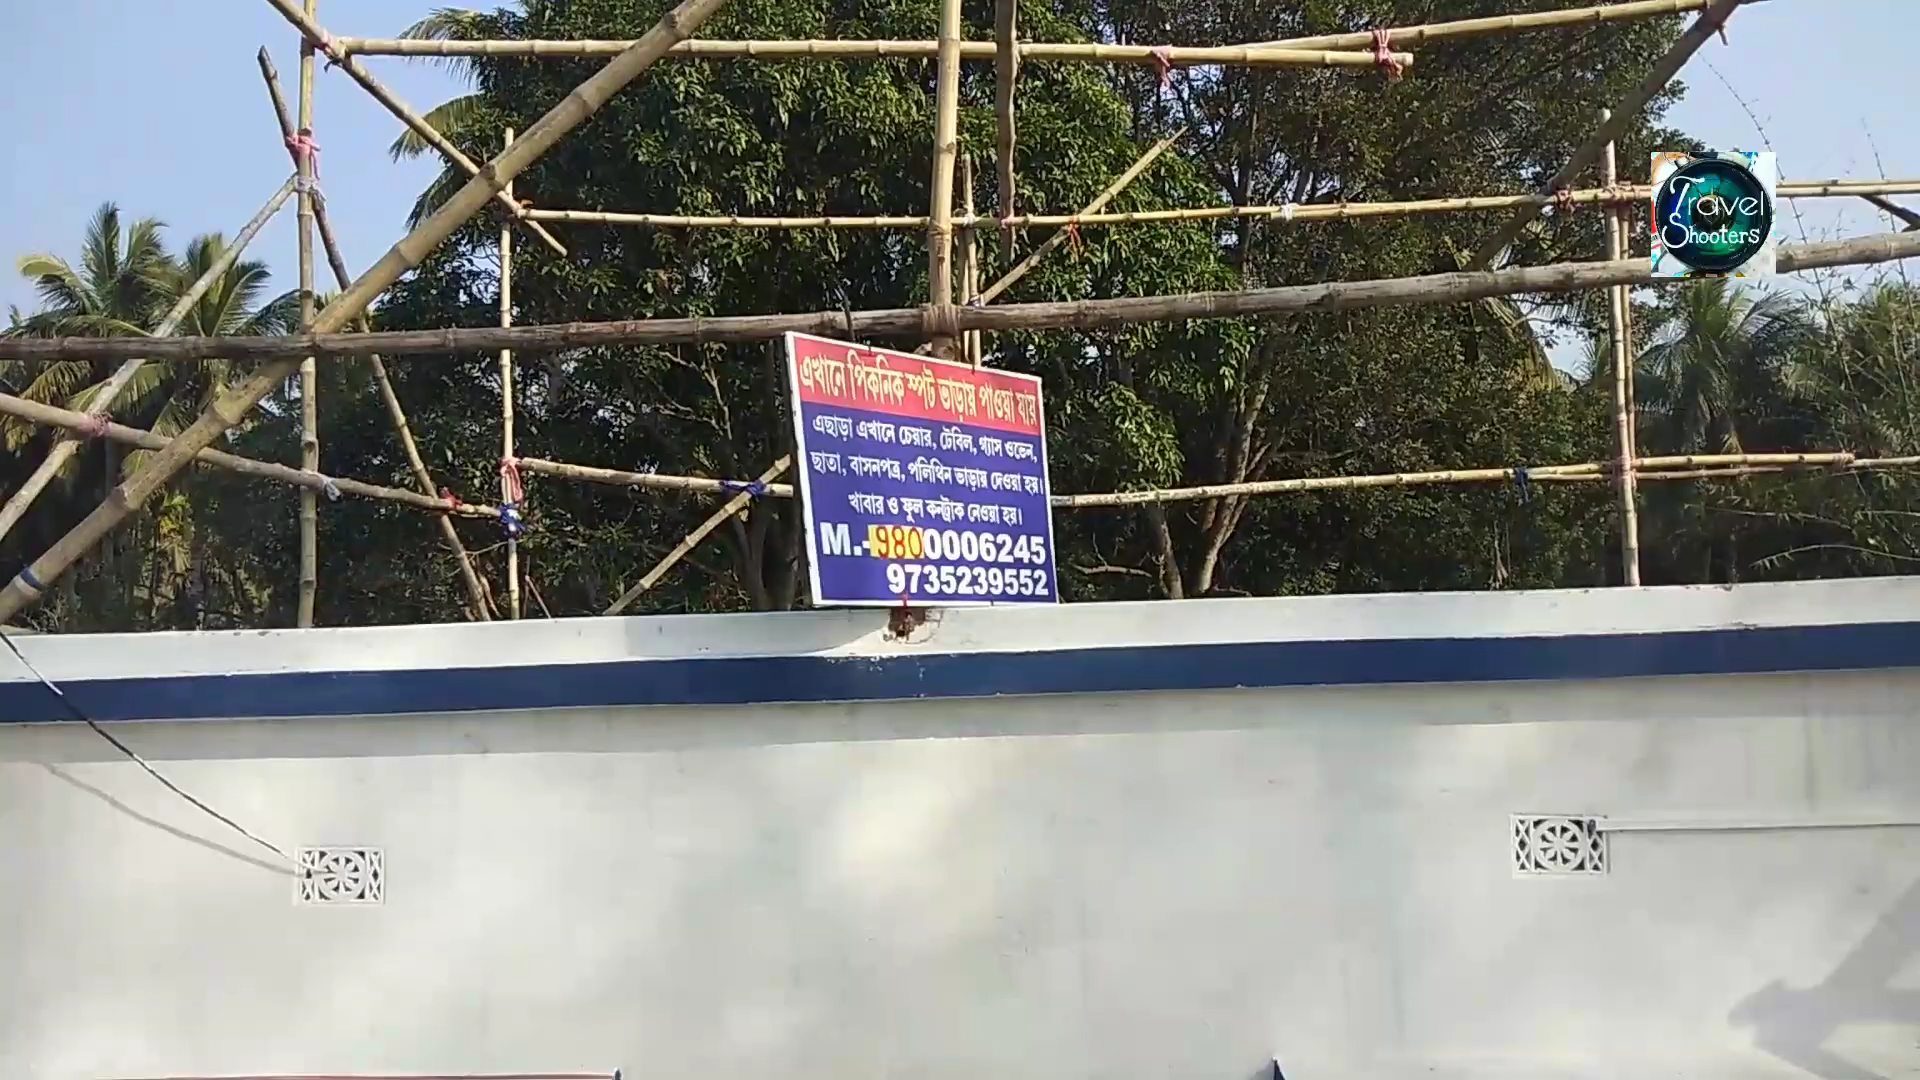 Travel
Shooters
এখানে পিকনিক স্পট ভাড়ায় পাওয়া যায়
এছাড়া এখানে চেয়ার, টেবিল, গ্যাস ওভেন,
ছাতা, বাসনপত্র, পলিথিন ভাড়ায় দেওয়া হয়।
খাবার ও ফুল কন্ট্রাক নেওয়া হয়।
M.-9800006245
9735239552